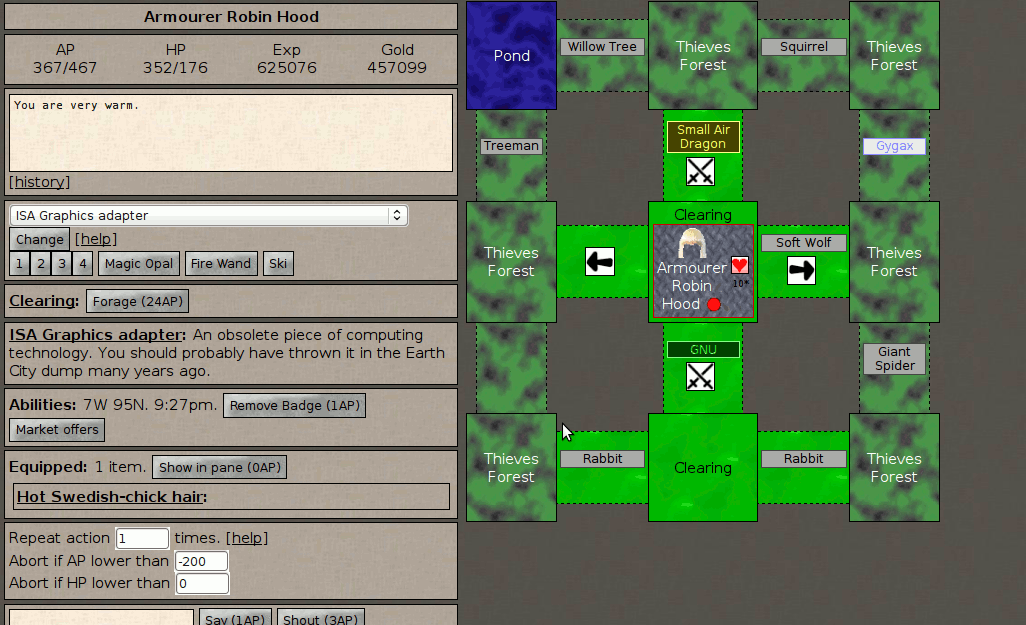 Armourer Robin Hood
AP HP Exp Gold
367/467 352/176 625076 457099
You are very warm.
[history]
ISA Graphics adapter
Change [help]
1 2 3 4 Magic Opal Fire Wand Ski
Clearing: Forage (24AP)
ISA Graphics adapter: An obsolete piece of computing
technology. You should probably have thrown it in the Earth
City dump many years ago.
Abilities: 7W 95N. 9:27pm. Remove Badge (1AP)
Market offers
Equipped: 1 item. Show in pane (0AP)
Hot Swedish-chick hair:
Repeat action 1 times. [help]
Abort if AP lower than -200
Abort if HP lower than 0
Say (1AP) Shout (3AP)
Pond
Willow Tree
Thieves
Forest
Squirrel
Thieves
Forest
Treeman
Small Air
Dragon
Gygax
Thieves
Forest
Clearing
Armourer
Robin
Hood
10*
Soft Wolf
Theives
Forest
GNU
Giant
Spider
Thieves
Forest
Rabbit
Clearing
Rabbit
Thieves
Forest